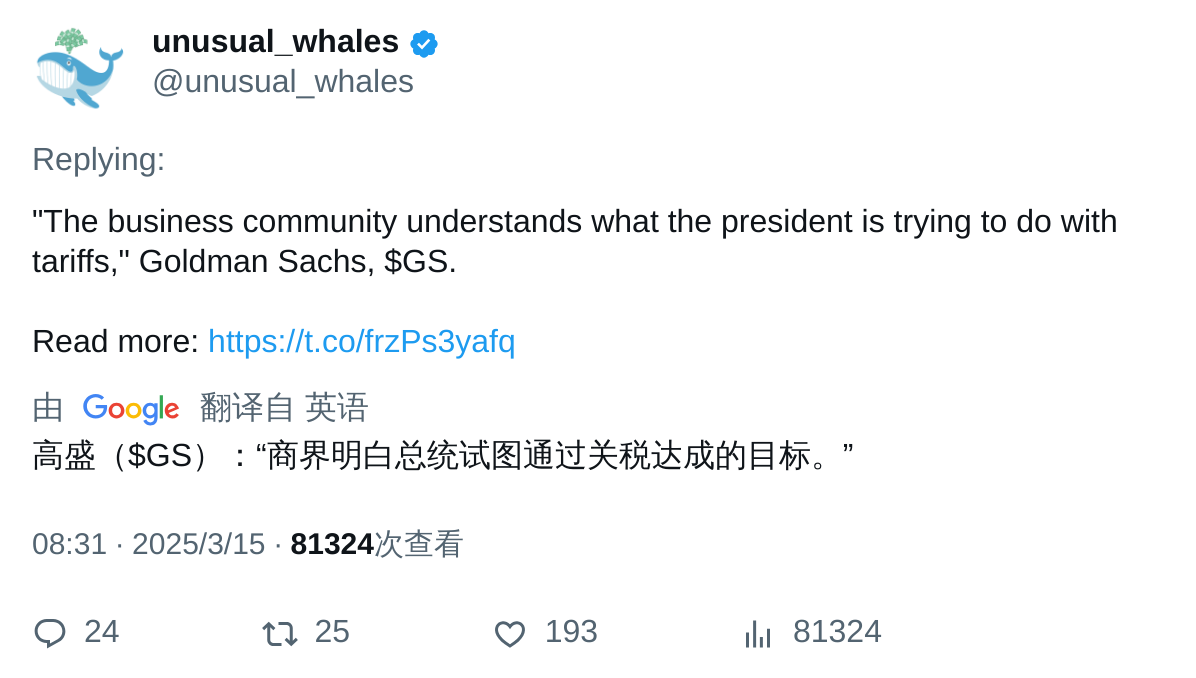 unusual_whales
@unusual_whales
Replying:
"The business community understands what the president is trying to do with
tariffs," Goldman Sachs, $GS.
Read more: https://t.co/frzPs3yafq
由 Google 翻译自 英语
高盛（$GS）：“商界明白总统试图通过关税达成的目标。”
08:31 · 2025/3/15 · 81324次查看
24 25 193 81324